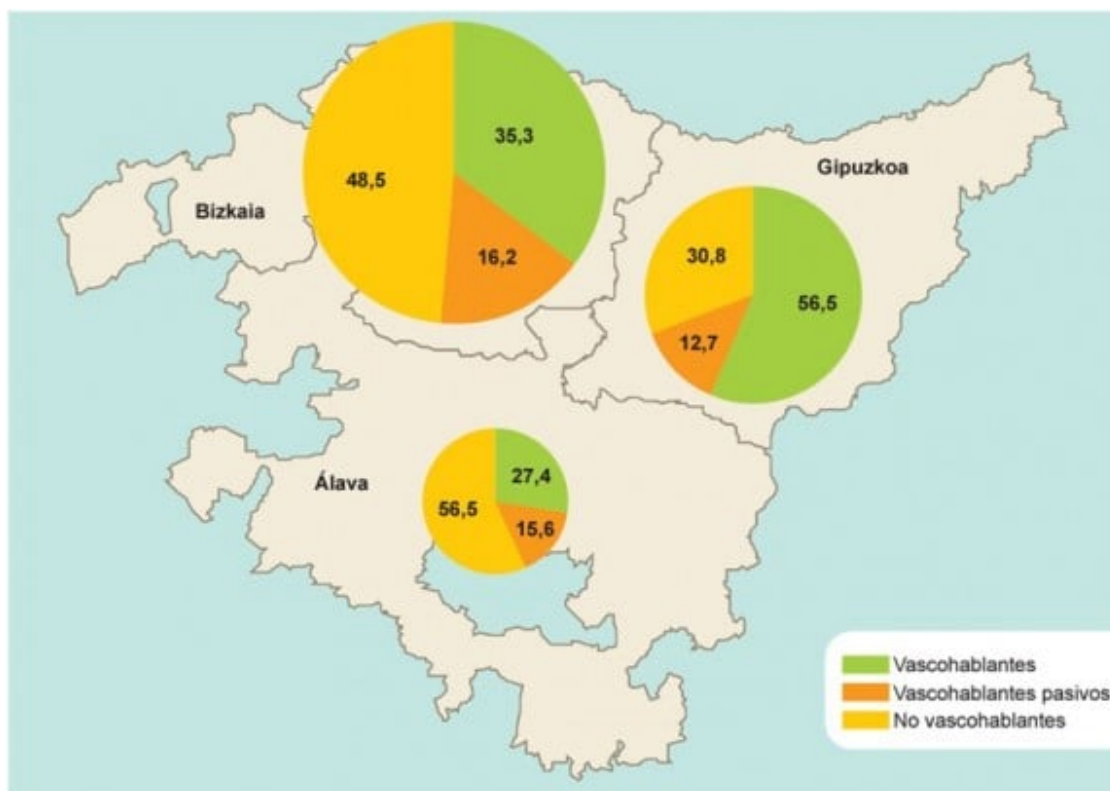 35,3
48,5
16,2
Bizkaia
Gipuzkoa
30,8
56,5
12,7
Álava
27,4
56,5
15,6
Vascohablantes
Vascohablantes pasivos
No vascohablantes